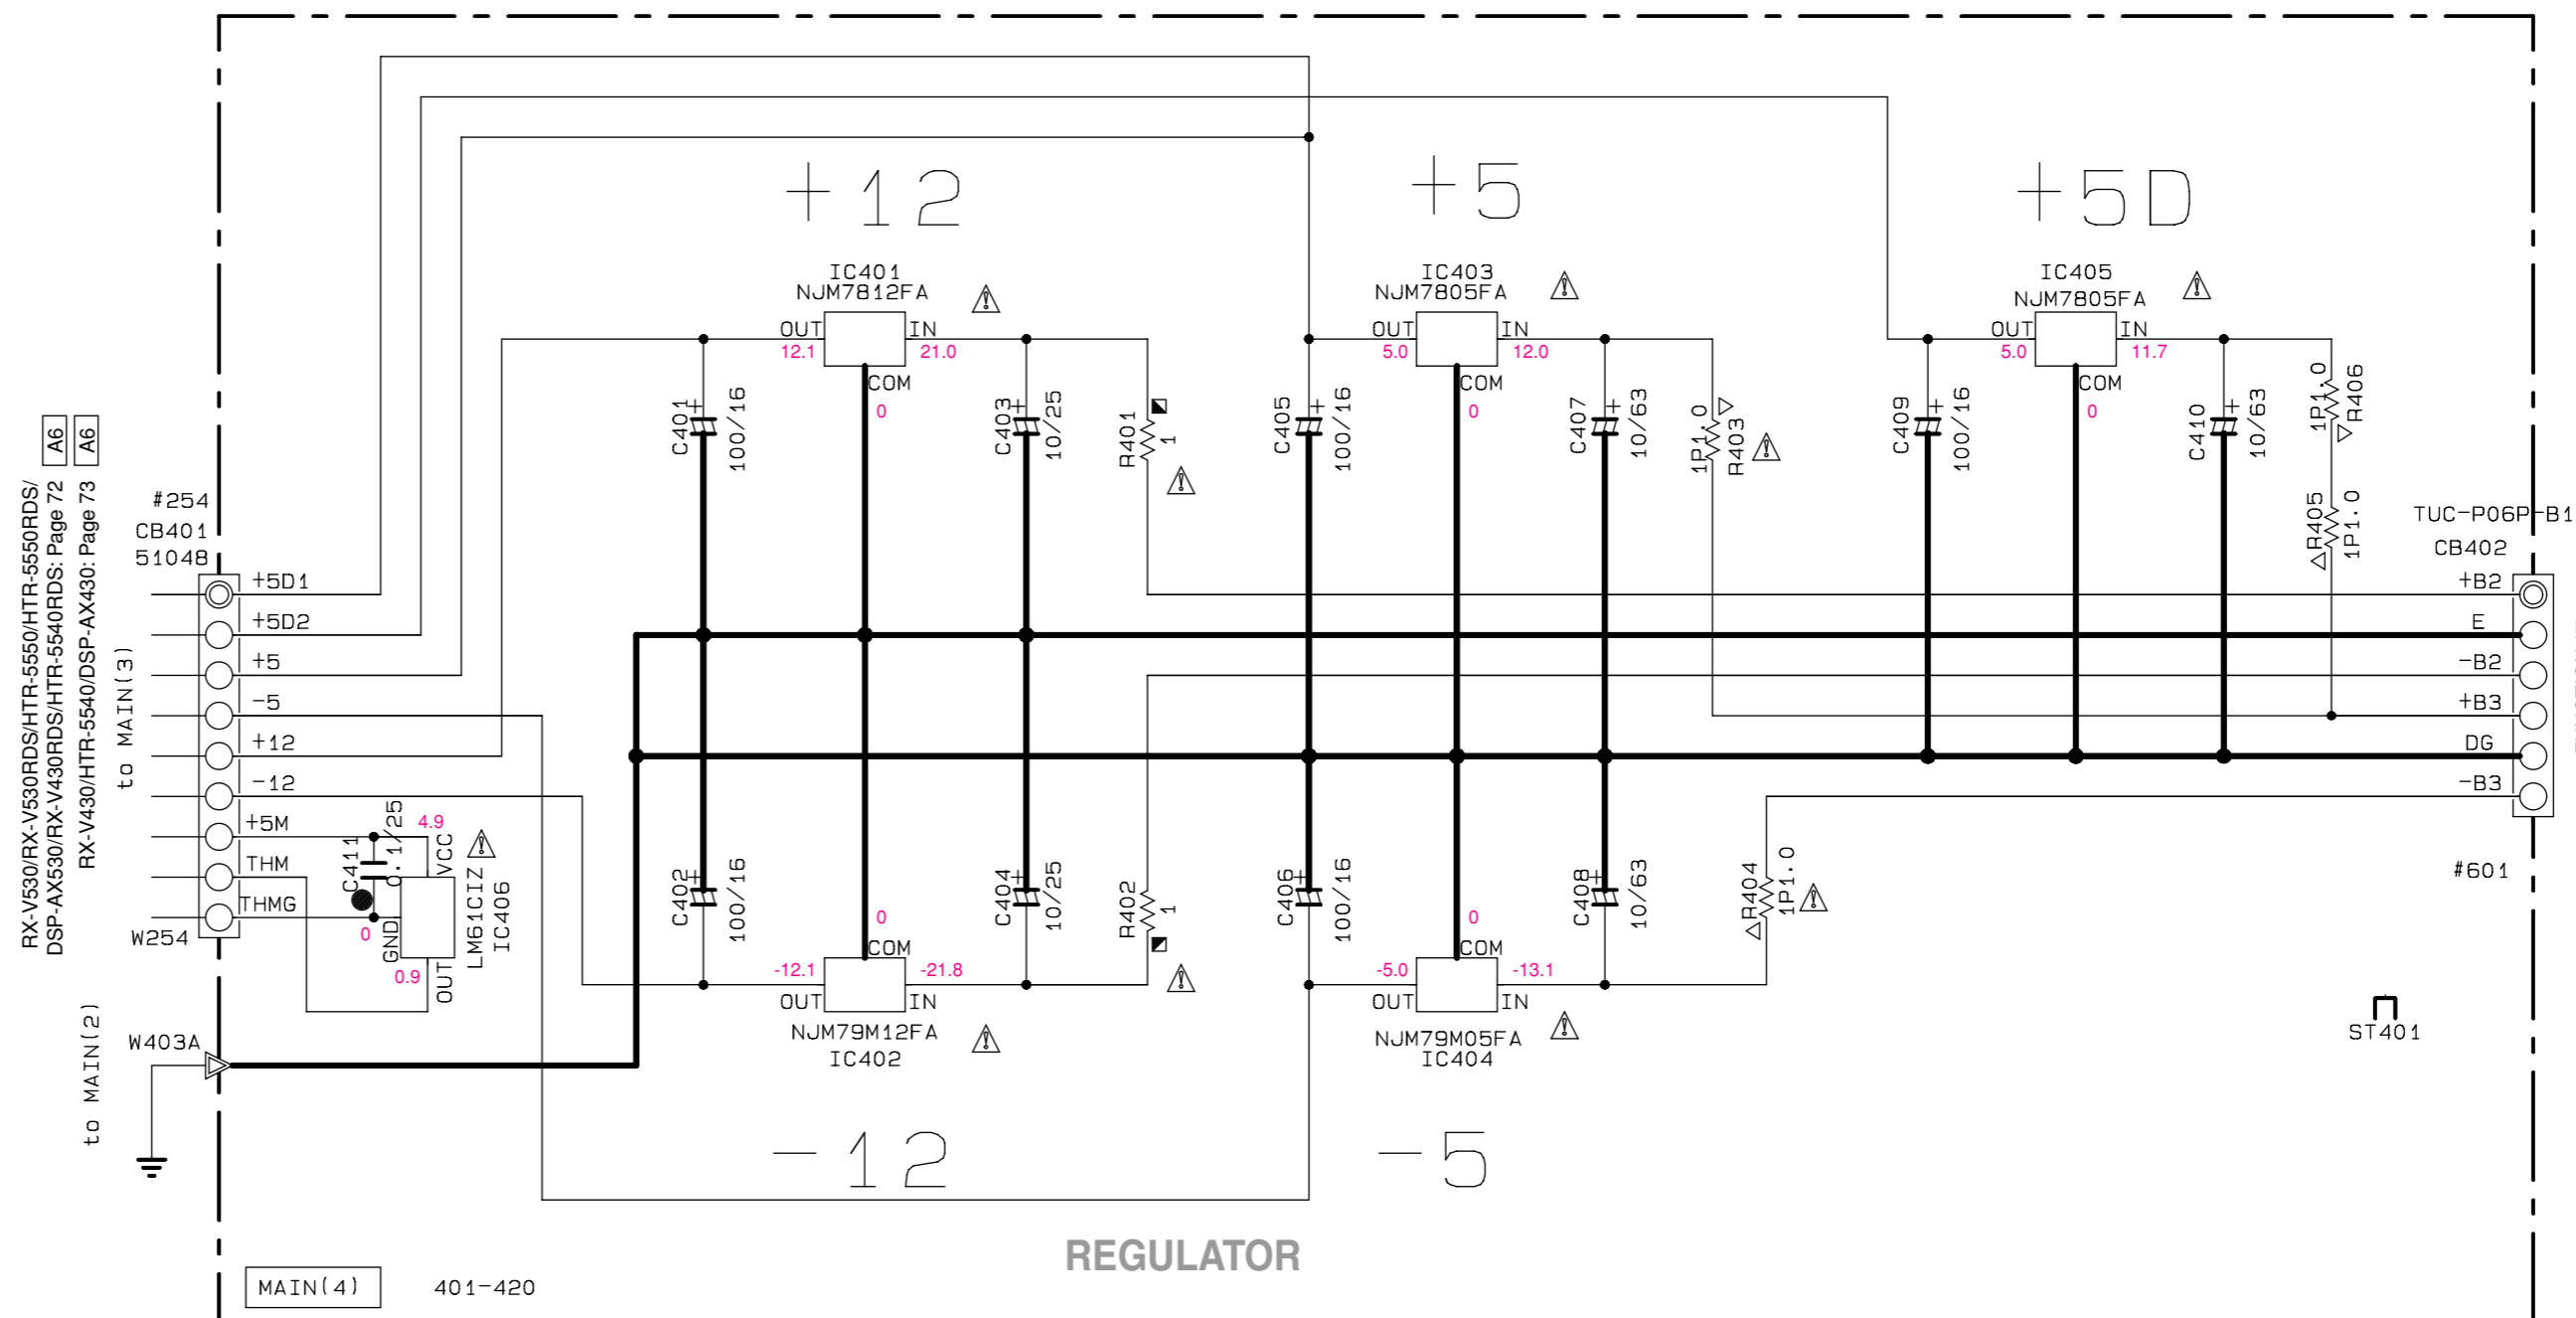 +12
+5
+5D
IC401
NJM7812FA
OUT
IN
12.1
21.0
COM
0
IC403
NJM7805FA
OUT
IN
5.0
12.0
COM
0
IC405
NJM7805FA
OUT
IN
5.0
11.7
COM
0
C401
+
100/16
C403
+
10/25
R401
1
C405
+
100/16
C407
+
10/63
1P1.0
R403
C409
+
100/16
C410
+
10/63
1P1.0
R406
R405
1P1.0
RX-V530/RX-V530RDS/HTR-5550/HTR-5550RDS/
DSP-AX530/RX-V430RDS/HTR-5540RDS: Page 72 A6
RX-V430/HTR-5540/DSP-AX430: Page 73 A6
to MAIN(3)
#254
CB401
51048
+5D1
+5D2
+5
-5
+12
-12
+5M
THM
THMG
W254
C411
0.1/25
4.9
VCC
LM61CIZ
IC406
0
GND
0.9
OUT
TUC-P06P-B1
CB402
+B2
E
-B2
+B3
DG
-B3
#601
C402
+
100/16
C404
+
10/25
R402
1
C406
+
100/16
C408
+
10/63
R404
1P1.0
0
COM
-12.1
-21.8
OUT
IN
NJM79M12FA
IC402
0
COM
-5.0
-13.1
OUT
IN
NJM79M05FA
IC404
ST401
to MAIN(2)
W403A
-12
-5
REGULATOR
MAIN(4)
401-420